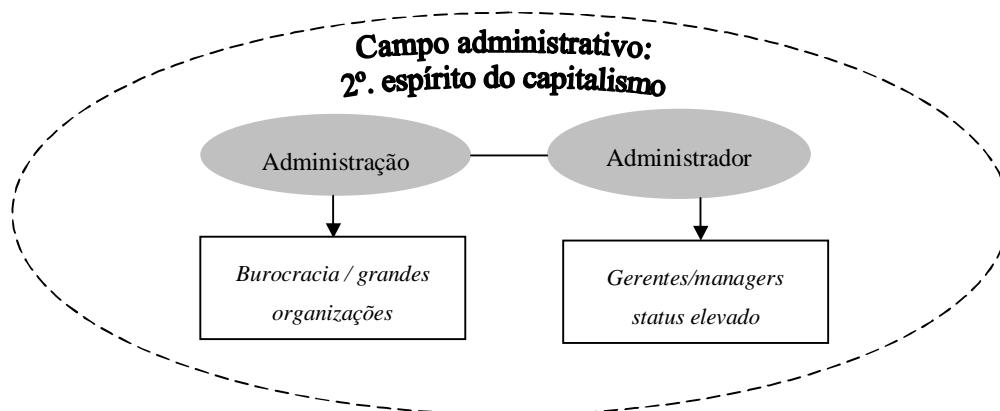 Campo administrativo:
2º. espírito do capitalismo
Administração
Administrador
Burocracia / grandes
organizações
Gerentes/managers
status elevado